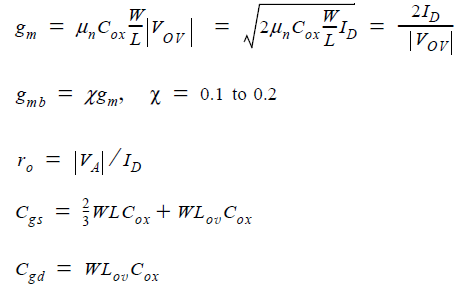 g_m = μ_n C_ox W/L |V_OV| = √(2μ_n C_ox W/L I_D) = 2I_D / |V_OV|
g_mb = χg_m, χ = 0.1 to 0.2
r_o = |V_A| / I_D
C_gs = 2/3 WLC_ox + WL_ov C_ox
C_gd = WL_ov C_ox